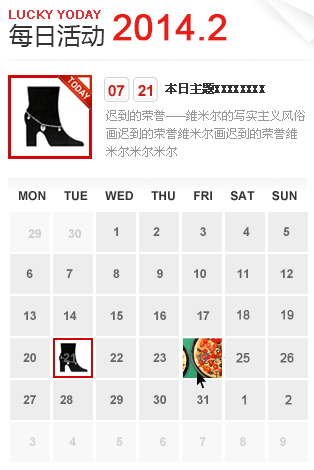 LUCKY YODAY
每日活动 2014.2
TODAY
07 21 本日主题xxxxxxxx
迟到的荣誉——维米尔的写实主义风俗
画迟到的荣誉维米尔画迟到的荣誉维
米尔米尔米尔
MON TUE WED THU FRI SAT SUN
29 30 1 2 3 4 5
6 7 8 9 10 11 12
13 14 15 16 17 18 19
20 21 22 23 25 26
27 28 29 30 31 1 2
3 4 5 6 7 8 9